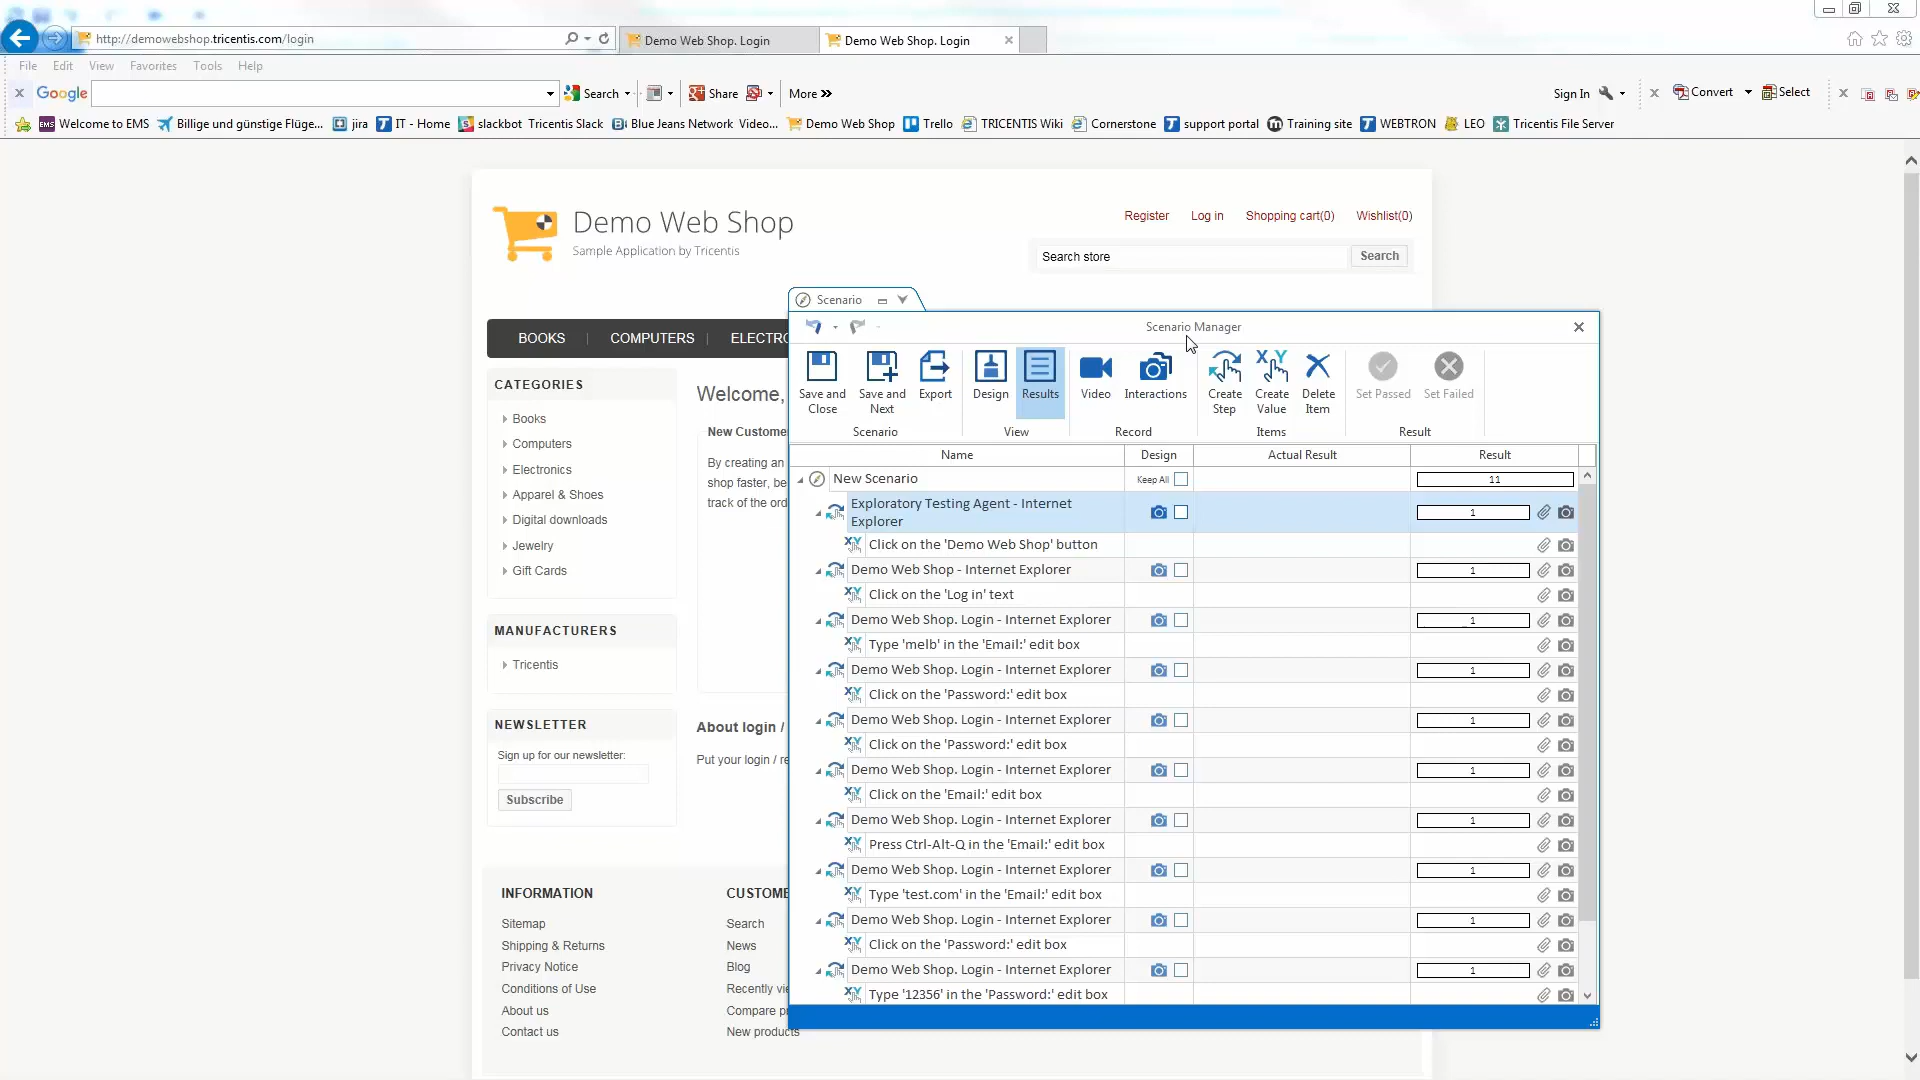 http://demowebshop.tricentis.com/login
Demo Web Shop. Login
Demo Web Shop. Login
File Edit View Favorites Tools Help
Google Search Share More » Sign In Convert Select
Welcome to EMS Billige und günstige Flüge... jira IT - Home slackbot Tricentis Slack Blue Jeans Network Video... Demo Web Shop Trello TRICENTIS Wiki Cornerstone support portal Training site WEBTRON LEO Tricentis File Server
Demo Web Shop
Sample Application by Tricentis
Register Log in Shopping cart(0) Wishlist(0)
Search store Search
BOOKS COMPUTERS ELECTRO
CATEGORIES
Books
Computers
Electronics
Apparel & Shoes
Digital downloads
Jewelry
Gift Cards
MANUFACTURERS
Tricentis
NEWSLETTER
Sign up for our newsletter:
Subscribe
Welcome,
New Custome
By creating an
shop faster, be
track of the ord
About login /
Put your login / re
INFORMATION
Sitemap
Shipping & Returns
Privacy Notice
Conditions of Use
About us
Contact us
CUSTOME
Search
News
Blog
Recently vie
Compare p
New products
Scenario
Scenario Manager
Save and Close Save and Next Export Design Results Video Interactions Create Step Create Value Delete Item Set Passed Set Failed
Scenario View Record Items Result
Name Design Actual Result Result
New Scenario Keep All 11
Exploratory Testing Agent - Internet
Explorer 1
Click on the 'Demo Web Shop' button
Demo Web Shop - Internet Explorer 1
Click on the 'Log in' text
Demo Web Shop. Login - Internet Explorer 1
Type 'melb' in the 'Email:' edit box
Demo Web Shop. Login - Internet Explorer 1
Click on the 'Password:' edit box
Demo Web Shop. Login - Internet Explorer 1
Click on the 'Password:' edit box
Demo Web Shop. Login - Internet Explorer 1
Click on the 'Email:' edit box
Demo Web Shop. Login - Internet Explorer 1
Press Ctrl-Alt-Q in the 'Email:' edit box
Demo Web Shop. Login - Internet Explorer 1
Type 'test.com' in the 'Email:' edit box
Demo Web Shop. Login - Internet Explorer 1
Click on the 'Password:' edit box
Demo Web Shop. Login - Internet Explorer 1
Type '12356' in the 'Password:' edit box